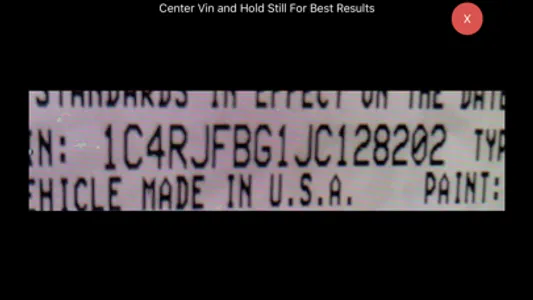 Center Vin and Hold Still For Best Results
X
STANDARDS IN EFFECT ON THE DATE
IN: 1C4RJFBG1JC128202 TYP
EHICLE MADE IN U.S.A. PAINT: